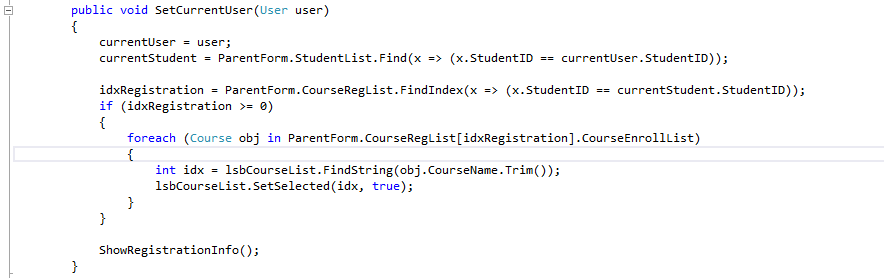 public void SetCurrentUser(User user)
{
currentUser = user;
currentStudent = ParentForm.StudentList.Find(x => (x.StudentID == currentUser.StudentID));
idxRegistration = ParentForm.CourseRegList.FindIndex(x => (x.StudentID == currentStudent.StudentID));
if (idxRegistration >= 0)
{
foreach (Course obj in ParentForm.CourseRegList[idxRegistration].CourseEnrollList)
{
int idx = lsbCourseList.FindString(obj.CourseName.Trim());
lsbCourseList.SetSelected(idx, true);
}
}
ShowRegistrationInfo();
}